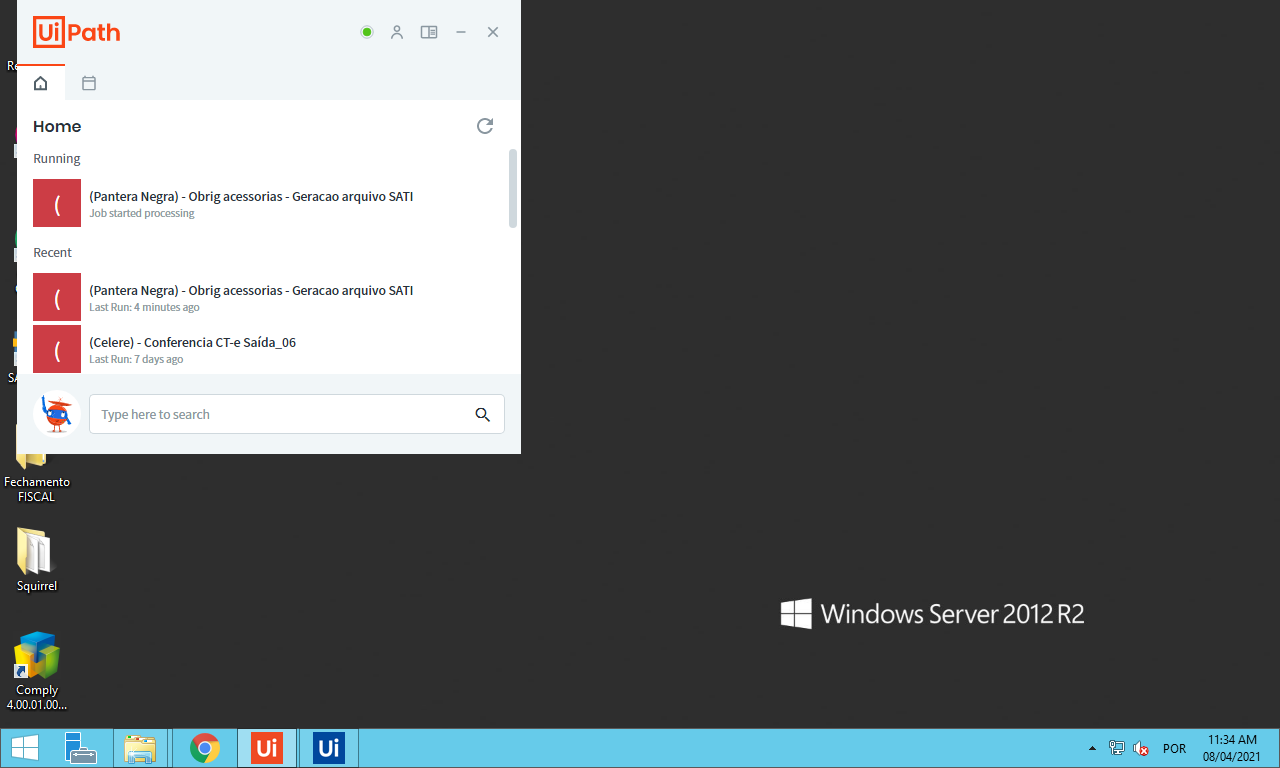 Ui Path
Home
Running
(
(Pantera Negra) - Obrig acessorias - Geracao arquivo SATI
Job started processing
Recent
(
(Pantera Negra) - Obrig acessorias - Geracao arquivo SATI
Last Run: 4 minutes ago
(
(Celere) - Conferencia CT-e Saída_06
Last Run: 7 days ago
Type here to search
Fechamento
FISCAL
Squirrel
Comply
4.00.01.00...
Windows Server 2012 R2
Ui
Ui
POR
11:34 AM
08/04/2021